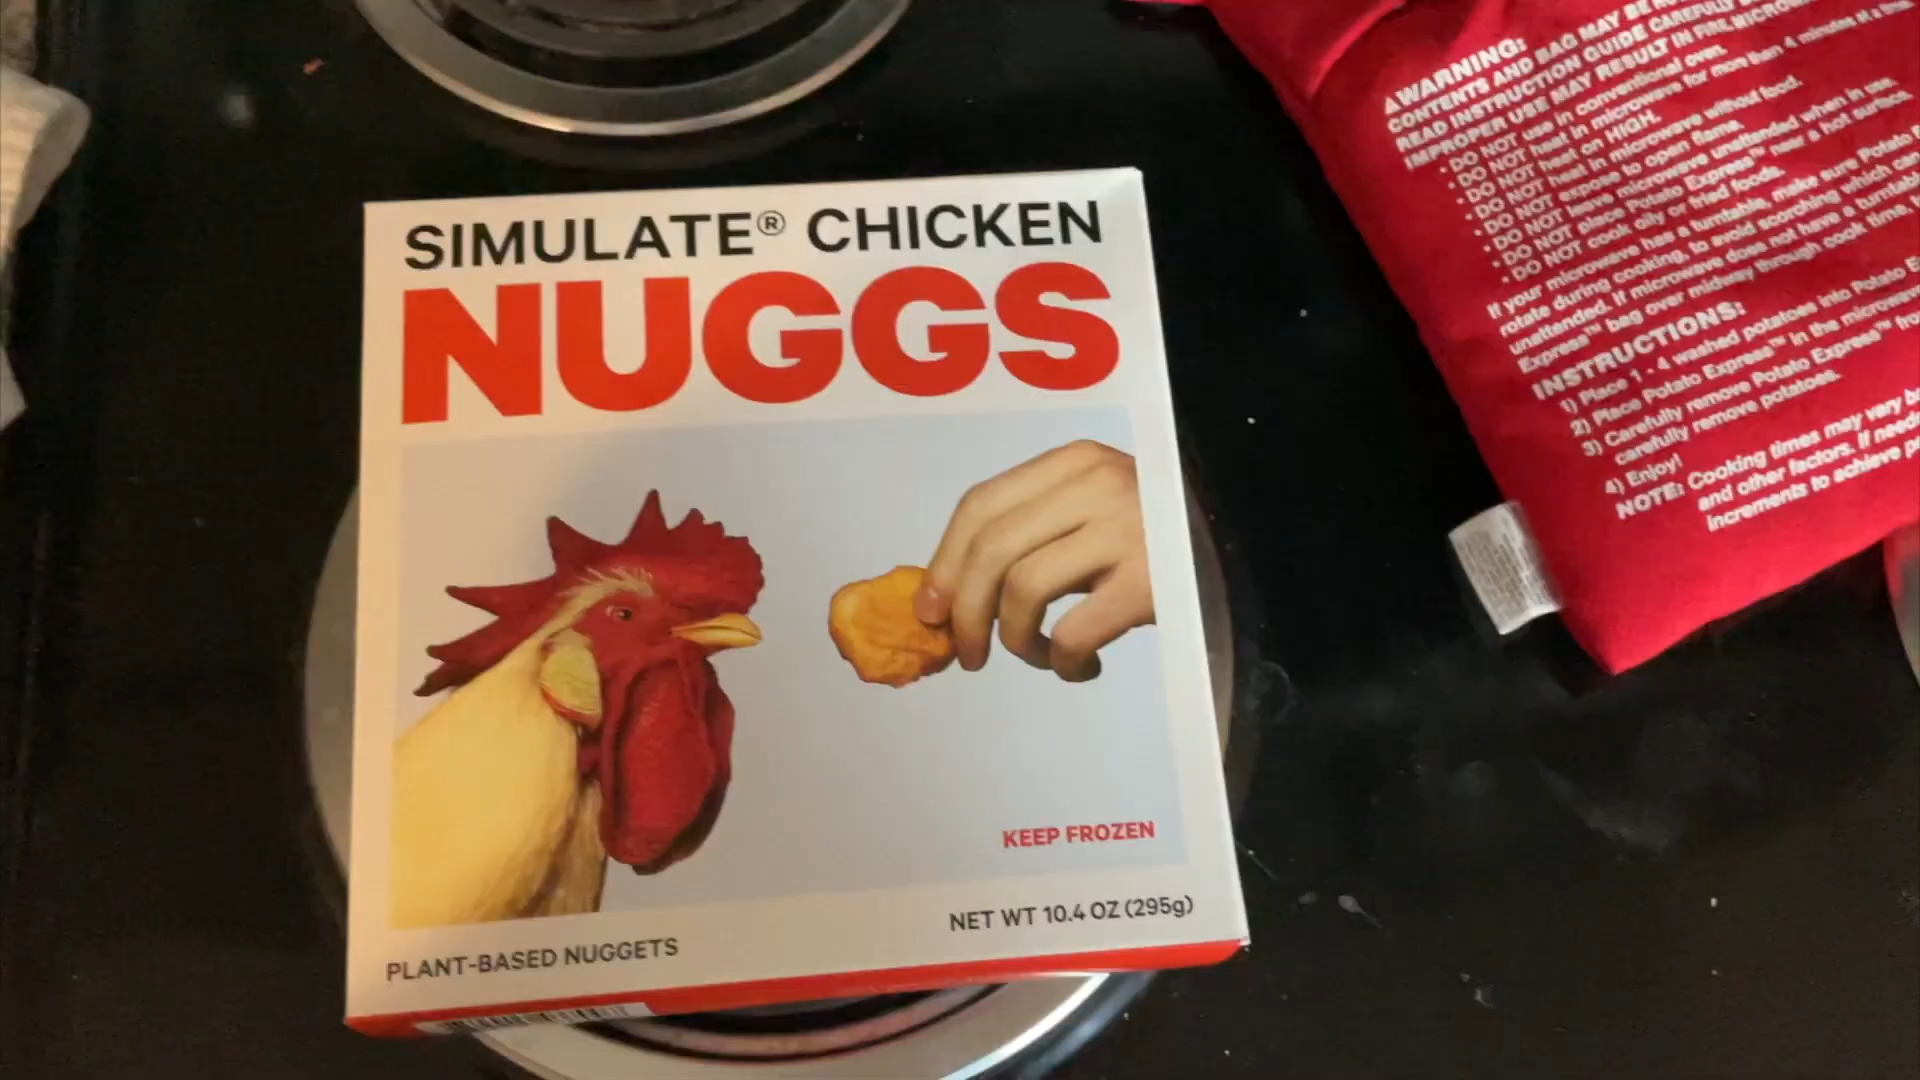 SIMULATE® CHICKEN
NUGGS
KEEP FROZEN
NET WT 10.4 OZ (295g)
PLANT-BASED NUGGETS
WARNING:
CONTENTS AND BAG MAY BE
READ INSTRUCTION GUIDE CAREFULLY
IMPROPER USE MAY RESULT IN FIRE,
• DO NOT use in conventional oven.
• DO NOT heat in microwave for more than 4 minutes at a
• DO NOT heat on HIGH.
• DO NOT heat in microwave without food.
• DO NOT expose to open flame.
• DO NOT leave microwave unattended when in use
• DO NOT place Potato Express™ near a hot surface
• DO NOT cook oily or fried foods.
If your microwave has a turntable, make sure Potato
rotate during cooking, to avoid scorching which can
unattended. If microwave does not have a turntable
Express™ bag over midway through cook time,
INSTRUCTIONS:
1) Place 1 - 4 washed potatoes into Potato
2) Place Potato Express™ in the microwave
3) Carefully remove Potato Express™
carefully remove potatoes.
4) Enjoy!
NOTE: Cooking times may vary
and other factors. If
increments to achieve